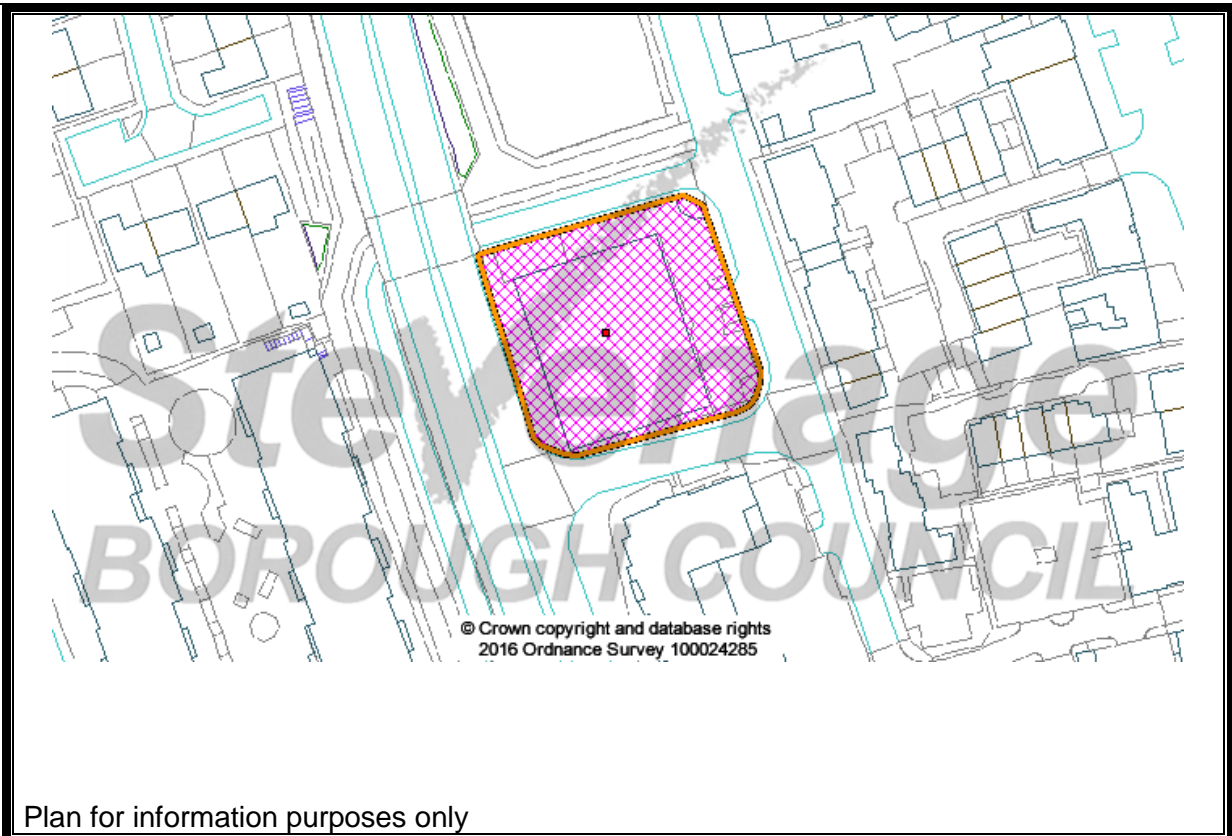 Stevenage
BOROUGH COUNCIL
© Crown copyright and database rights
2016 Ordnance Survey 100024285
Plan for information purposes only